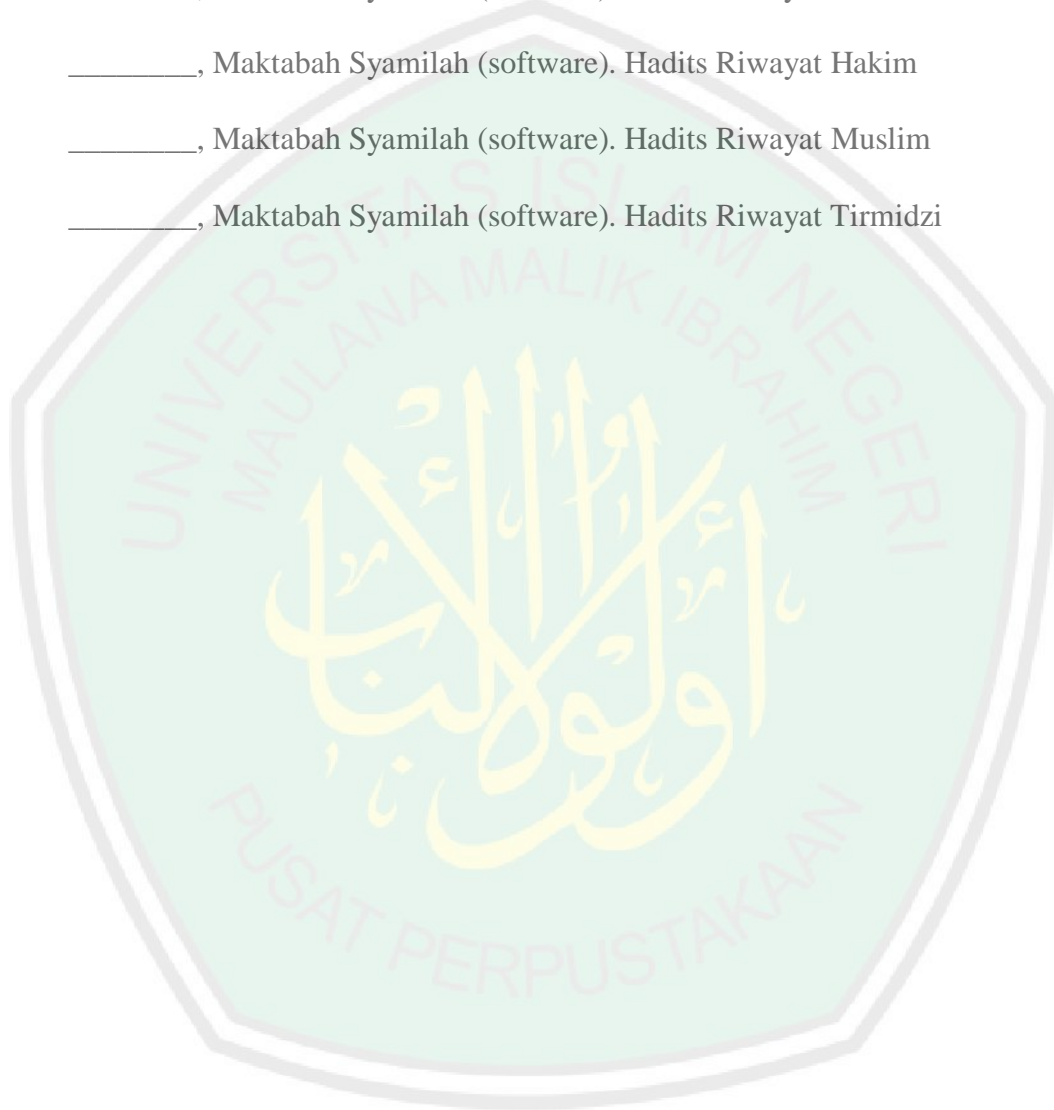 ________, Maktabah Syamilah (software). Hadits Riwayat Hakim
________, Maktabah Syamilah (software). Hadits Riwayat Muslim
________, Maktabah Syamilah (software). Hadits Riwayat Tirmidzi
UNIVERSITAS ISLAM NEGERI
MAULANA MALIK IBRAHIM
أولوا الألباب
PUSAT PERPUSTAKAAN